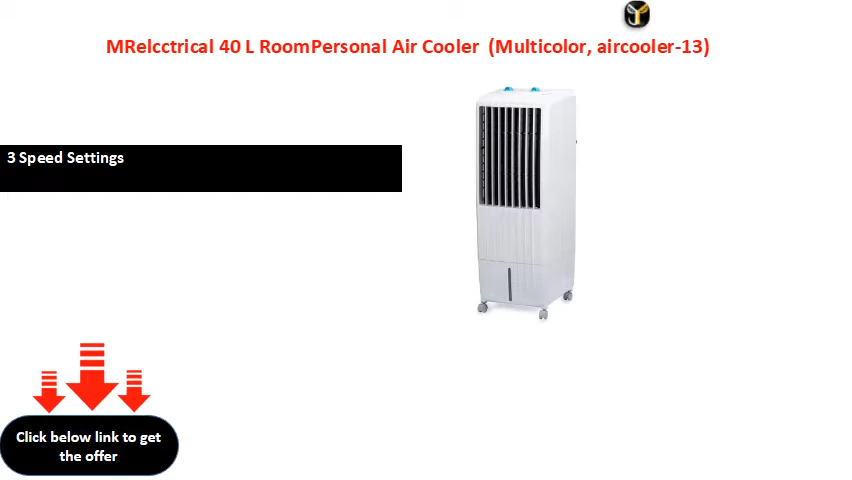 MRelcctrical 40 L RoomPersonal Air Cooler (Multicolor, aircooler-13)
3 Speed Settings
Click below link to get
the offer